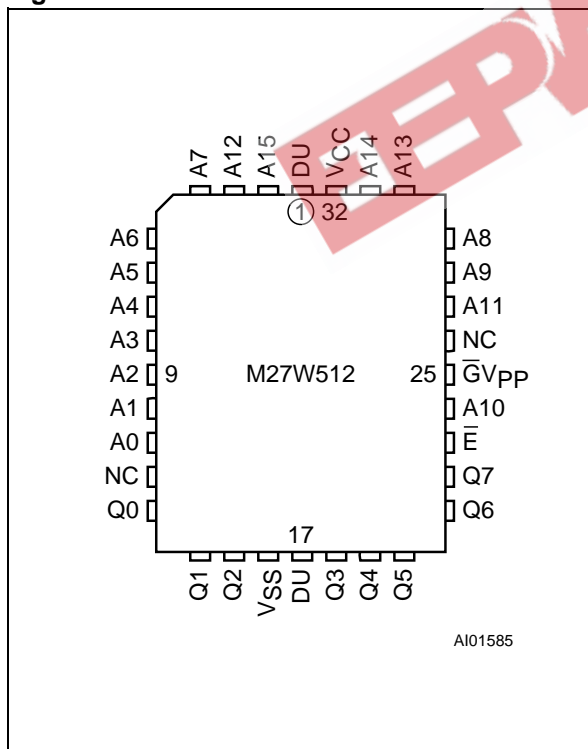 A7 A12 A15 DU VCC A14 A13
1 32
A6 A8
A5 A9
A4 A11
A3 NC
A2 9 M27W512 25 G̅VPP
A1 A10
A0 E̅
NC Q7
Q0 Q6
17
Q1 Q2 VSS DU Q3 Q4 Q5
AI01585